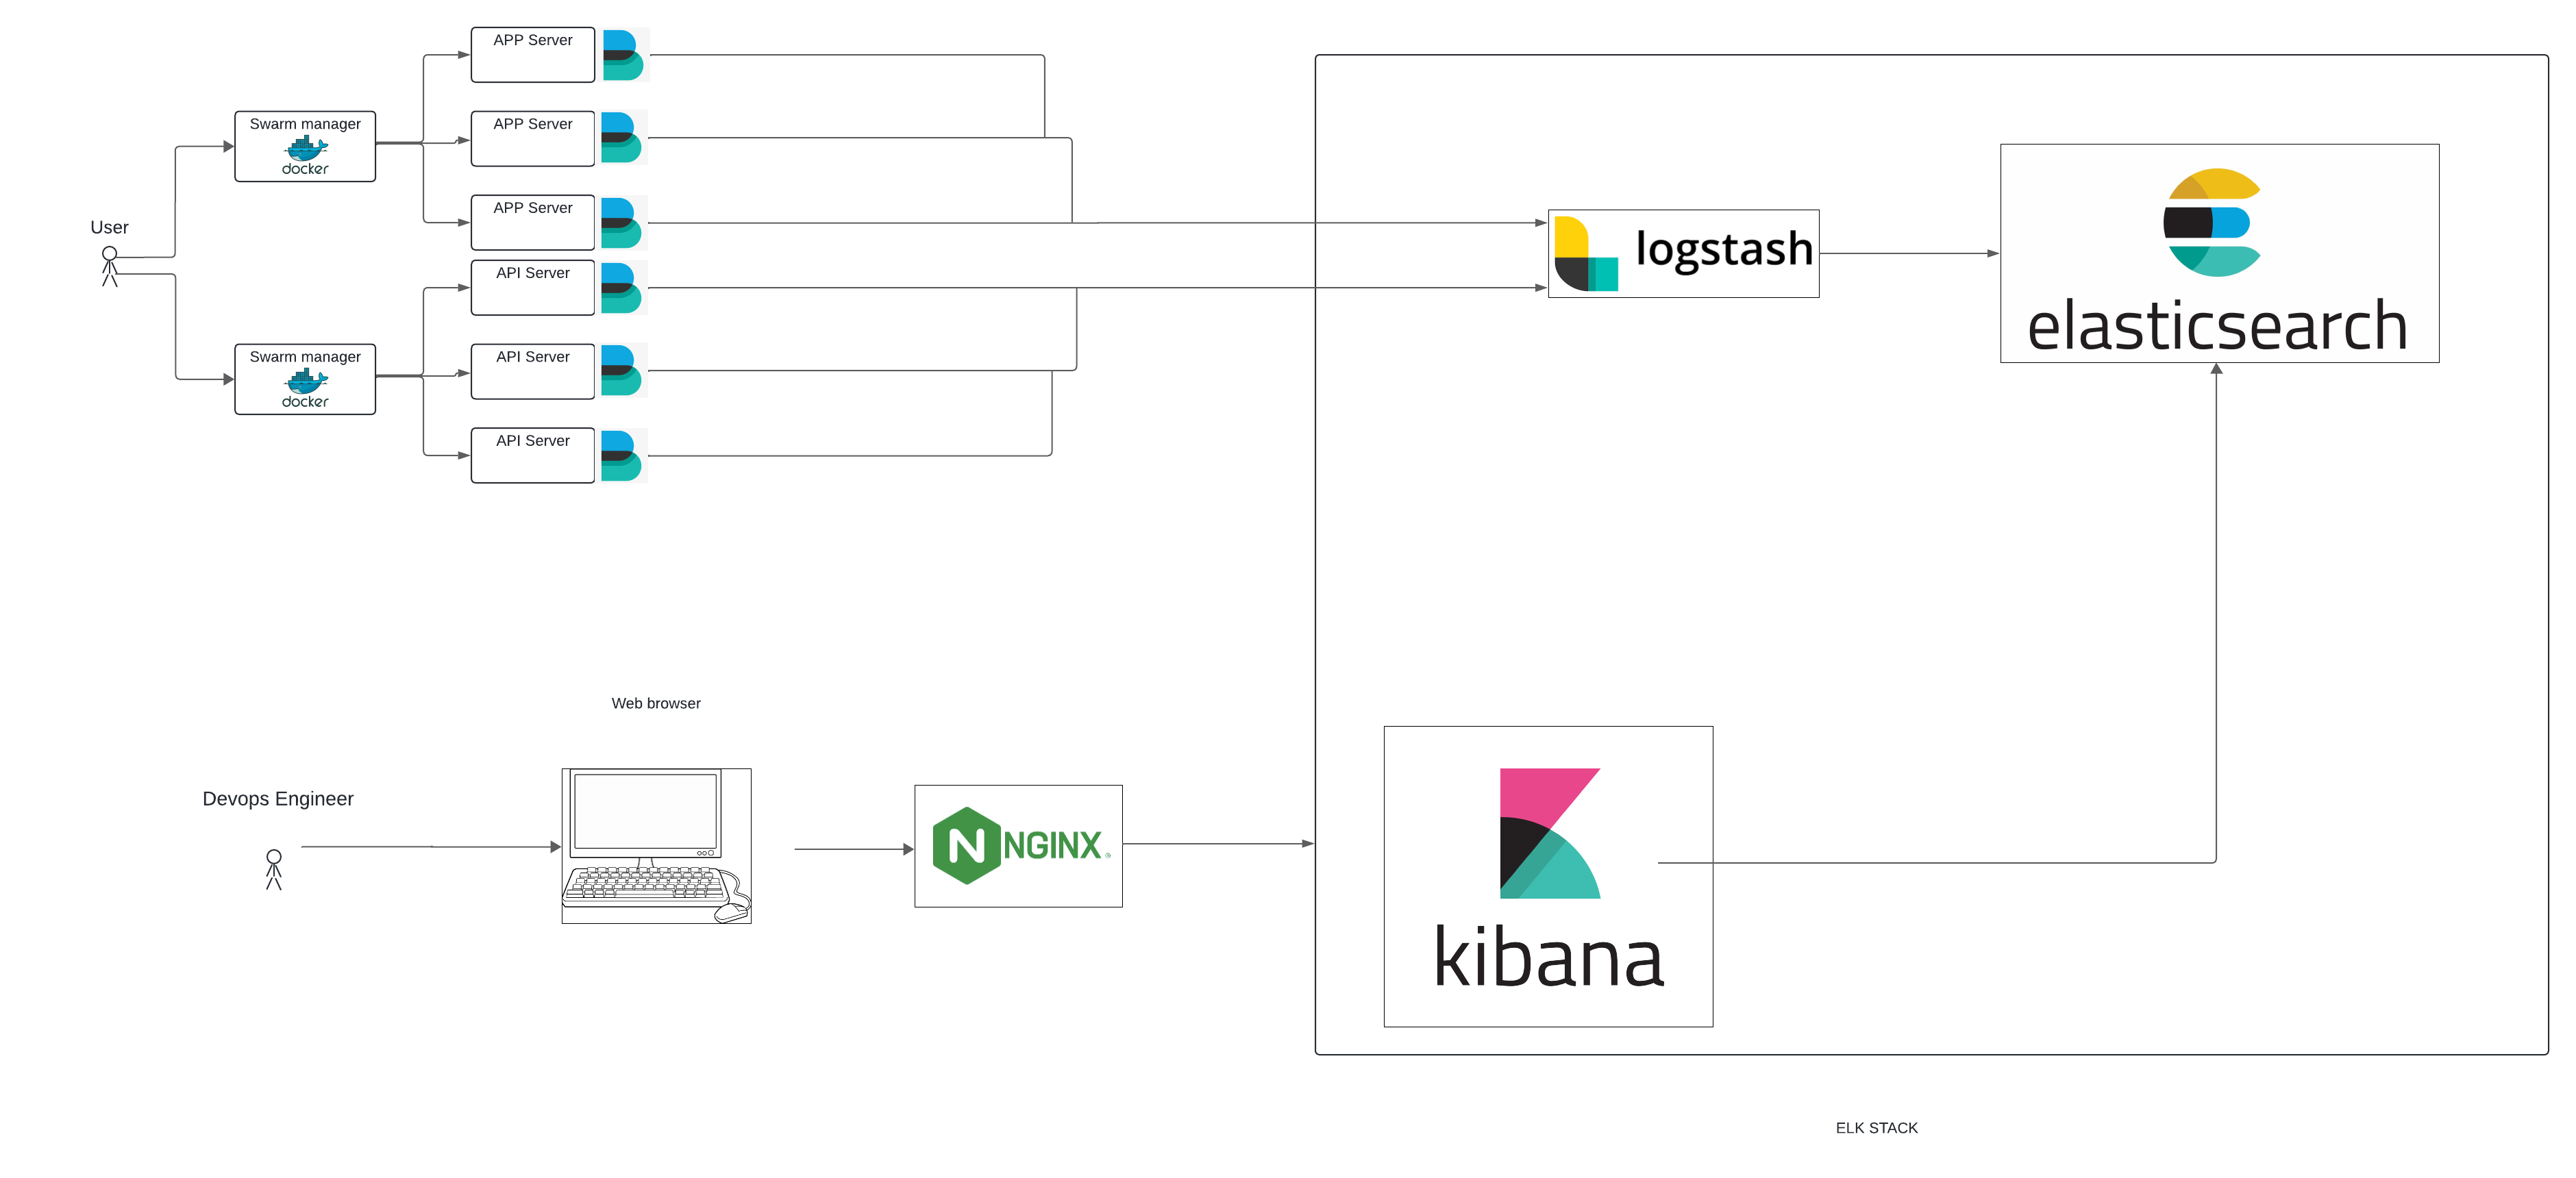 APP Server
APP Server
Swarm manager
docker
APP Server
User
API Server
logstash
elasticsearch
API Server
Swarm manager
docker
API Server
Web browser
Devops Engineer
N NGINX
kibana
ELK STACK